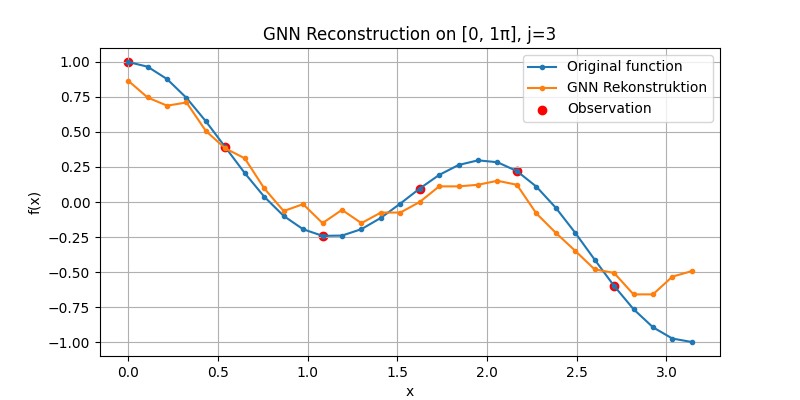 GNN Reconstruction on [0, 1π], j=3
Original function
GNN Rekonstruktion
Observation
f(x)
1.00
0.75
0.50
0.25
0.00
−0.25
−0.50
−0.75
−1.00
0.0 0.5 1.0 1.5 2.0 2.5 3.0
x